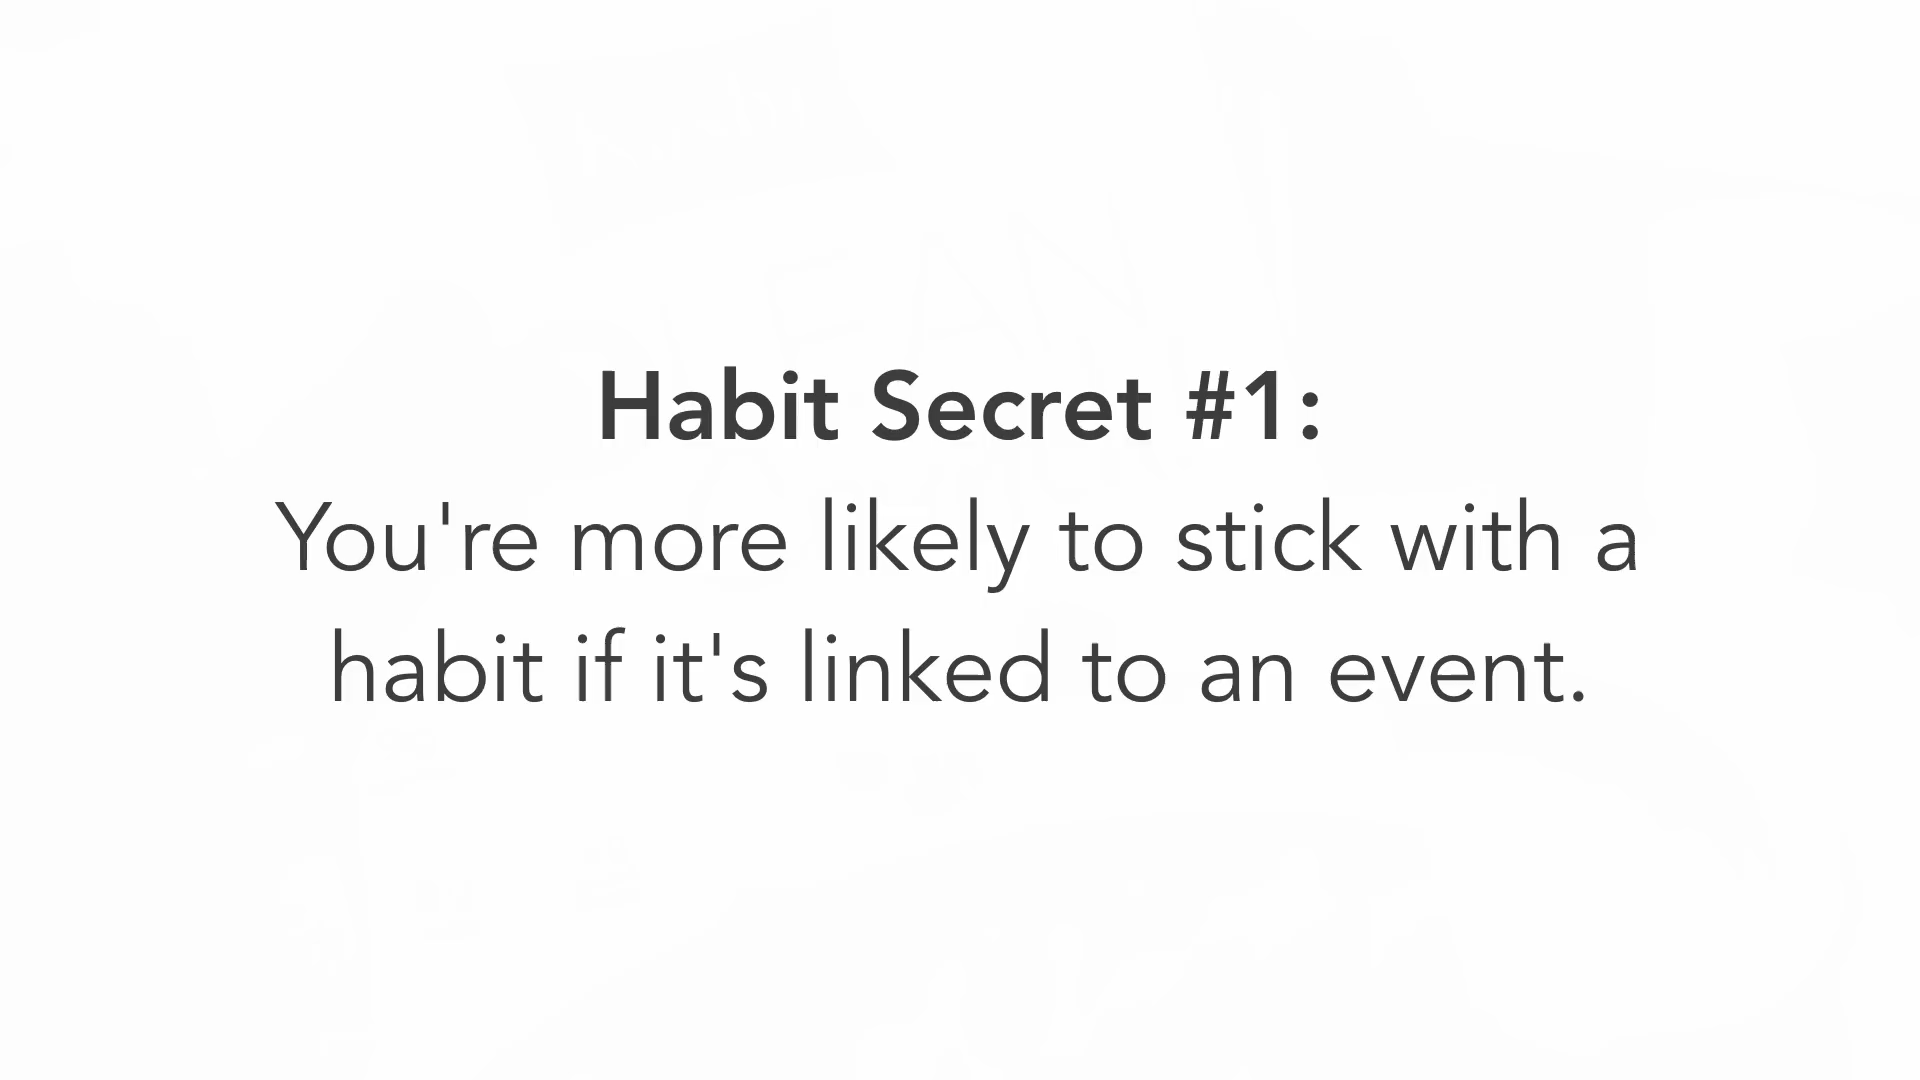 Habit Secret #1:
You're more likely to stick with a
habit if it's linked to an event.